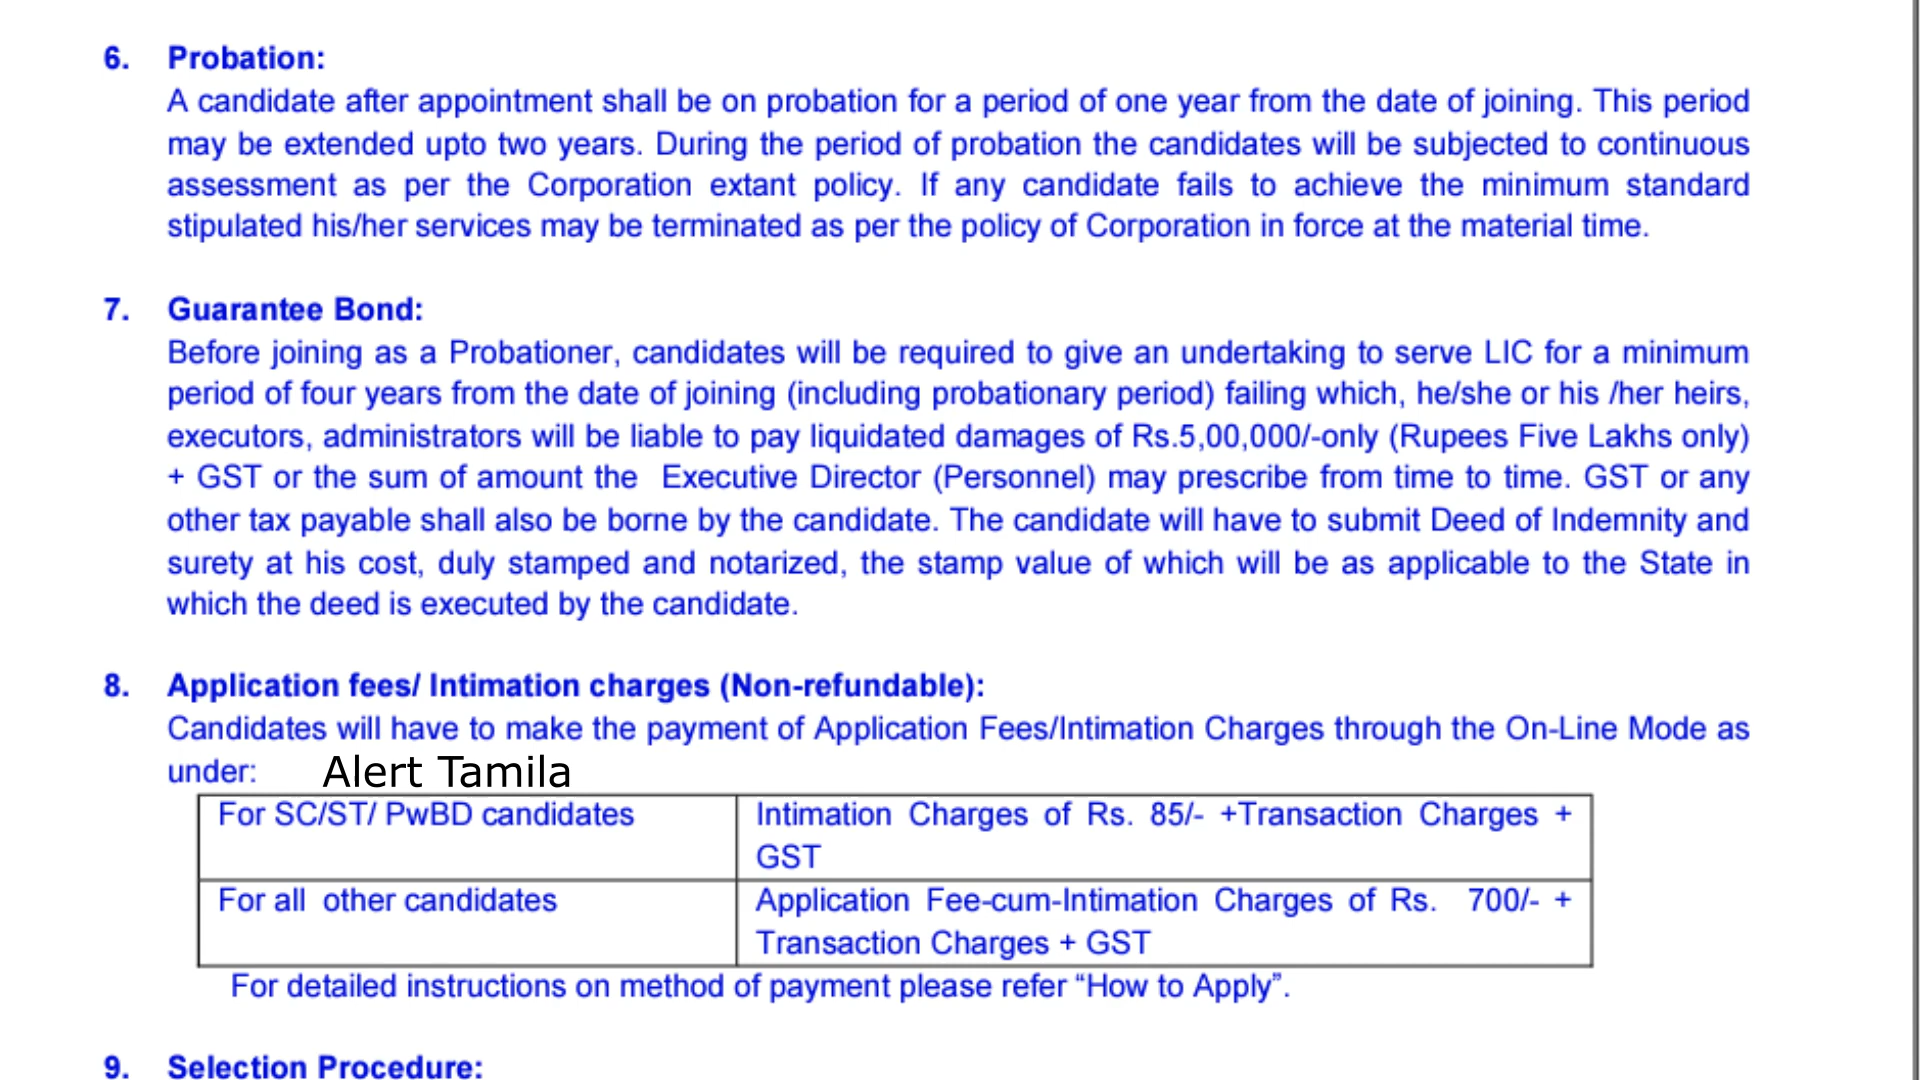 6. Probation:
A candidate after appointment shall be on probation for a period of one year from the date of joining. This period
may be extended upto two years. During the period of probation the candidates will be subjected to continuous
assessment as per the Corporation extant policy. If any candidate fails to achieve the minimum standard
stipulated his/her services may be terminated as per the policy of Corporation in force at the material time.
7. Guarantee Bond:
Before joining as a Probationer, candidates will be required to give an undertaking to serve LIC for a minimum
period of four years from the date of joining (including probationary period) failing which, he/she or his /her heirs,
executors, administrators will be liable to pay liquidated damages of Rs.5,00,000/-only (Rupees Five Lakhs only)
+ GST or the sum of amount the Executive Director (Personnel) may prescribe from time to time. GST or any
other tax payable shall also be borne by the candidate. The candidate will have to submit Deed of Indemnity and
surety at his cost, duly stamped and notarized, the stamp value of which will be as applicable to the State in
which the deed is executed by the candidate.
8. Application fees/ Intimation charges (Non-refundable):
Candidates will have to make the payment of Application Fees/Intimation Charges through the On-Line Mode as
under: Alert Tamila
For SC/ST/ PwBD candidates
Intimation Charges of Rs. 85/- +Transaction Charges +
GST
For all other candidates
Application Fee-cum-Intimation Charges of Rs. 700/- +
Transaction Charges + GST
For detailed instructions on method of payment please refer “How to Apply”.
9. Selection Procedure: